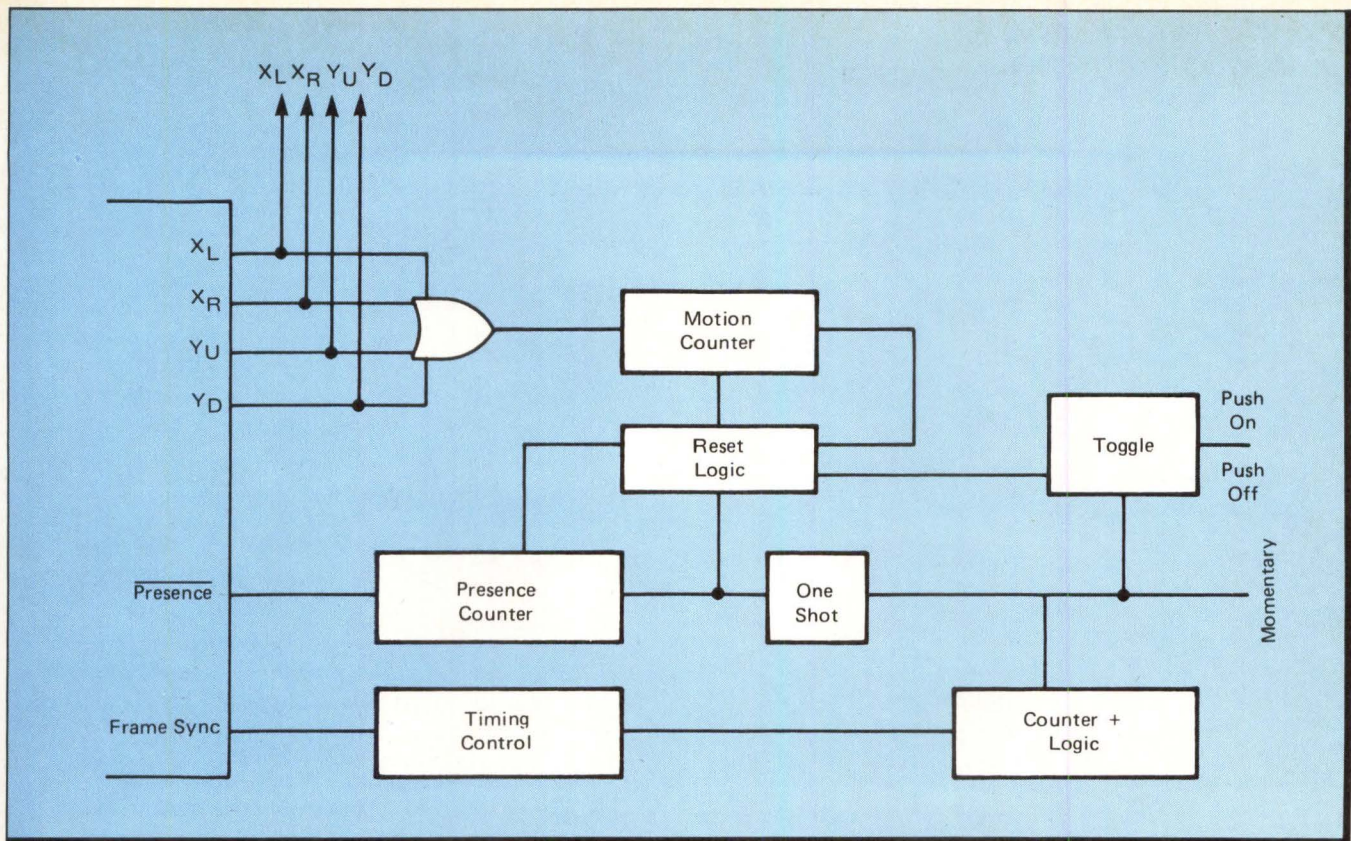 XL XR YU YD
XL
XR
YU
YD
Motion
Counter
Reset
Logic
Toggle
Push
On
Push
Off
Presence
Presence
Counter
One
Shot
Momentary
Frame Sync
Timing
Control
Counter +
Logic